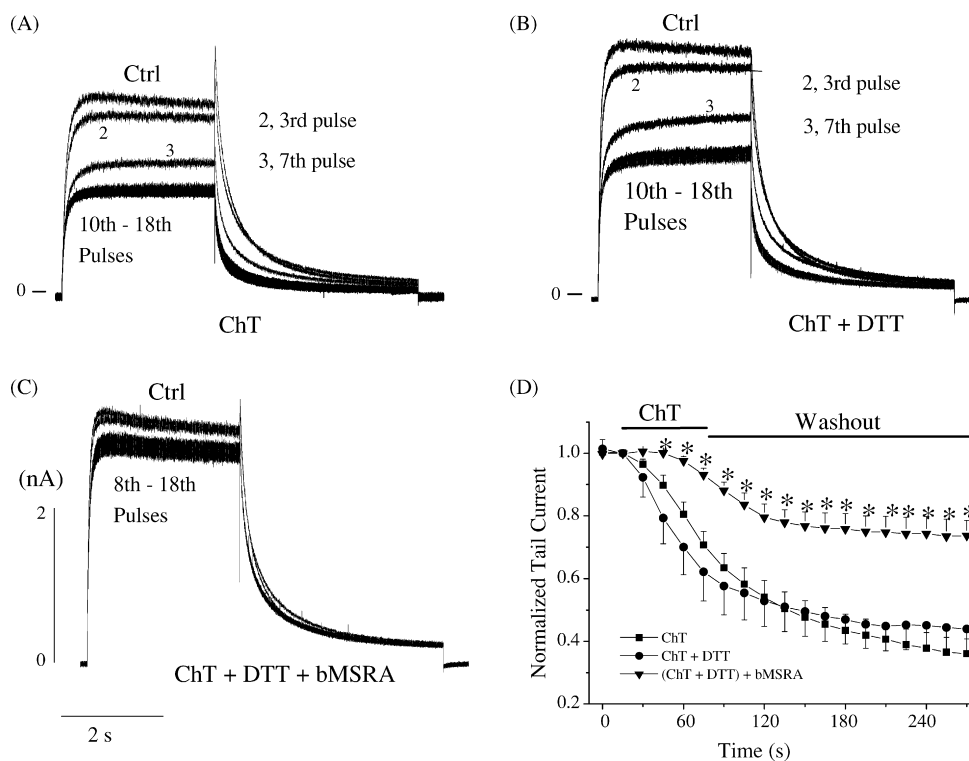 (A)
Ctrl
2
3
2, 3rd pulse
3, 7th pulse
10th - 18th
Pulses
0
ChT
(B)
Ctrl
2
3
2, 3rd pulse
3, 7th pulse
10th - 18th
Pulses
0
ChT + DTT
(C)
Ctrl
(nA)
2
0
8th - 18th
Pulses
ChT + DTT + bMSRA
2 s
(D)
ChT
Washout
* * * * * * * * * * * * * * * *
Normalized Tail Current
1.0
0.8
0.6
0.4
0.2
ChT
ChT + DTT
(ChT + DTT) + bMSRA
0 60 120 180 240
Time (s)